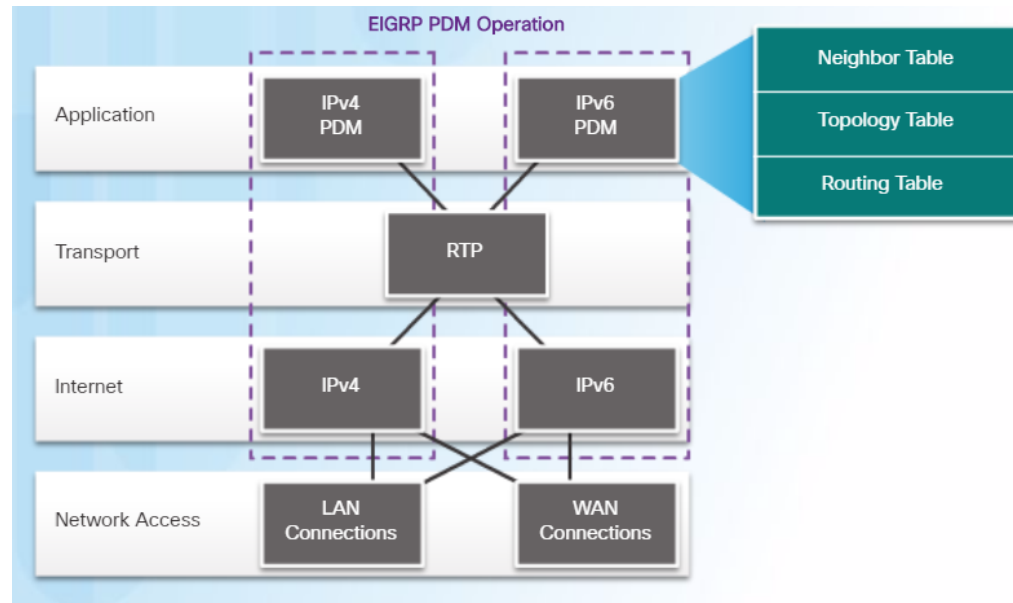 EIGRP PDM Operation
Neighbor Table
Topology Table
Routing Table
Application
IPv4
PDM
IPv6
PDM
Transport
RTP
Internet
IPv4
IPv6
Network Access
LAN
Connections
WAN
Connections